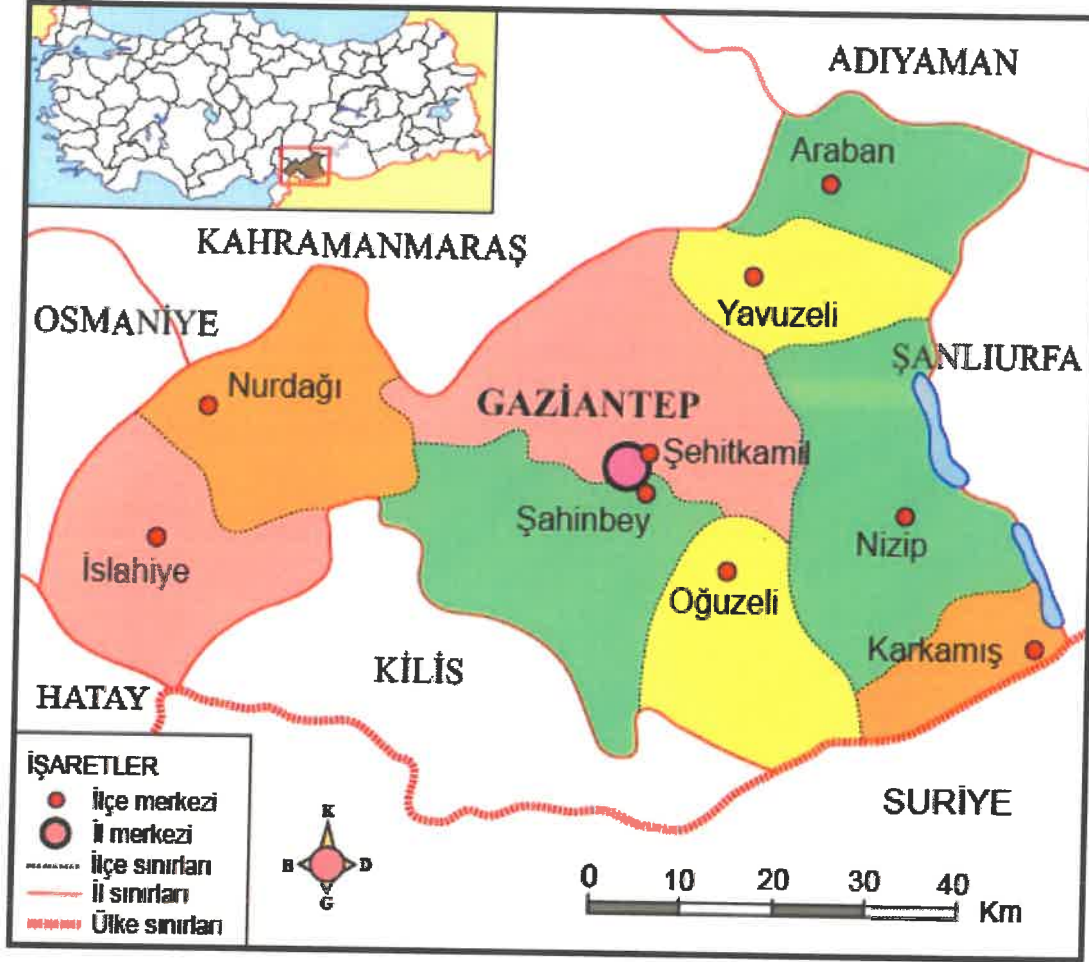 ADIYAMAN
Araban
KAHRAMANMARAŞ
OSMANİYE
Yavuzeli
ŞANLIURFA
Nurdağı
GAZİANTEP
Şehitkamil
Şahinbey
Nizip
İslahiye
Oğuzeli
Karkamış
KİLİS
HATAY
SURİYE
İŞARETLER
İlçe merkezi
İl merkezi
İlçe sınırları
İl sınırları
Ülke sınırları
K
B D
G
0 10 20 30 40
Km